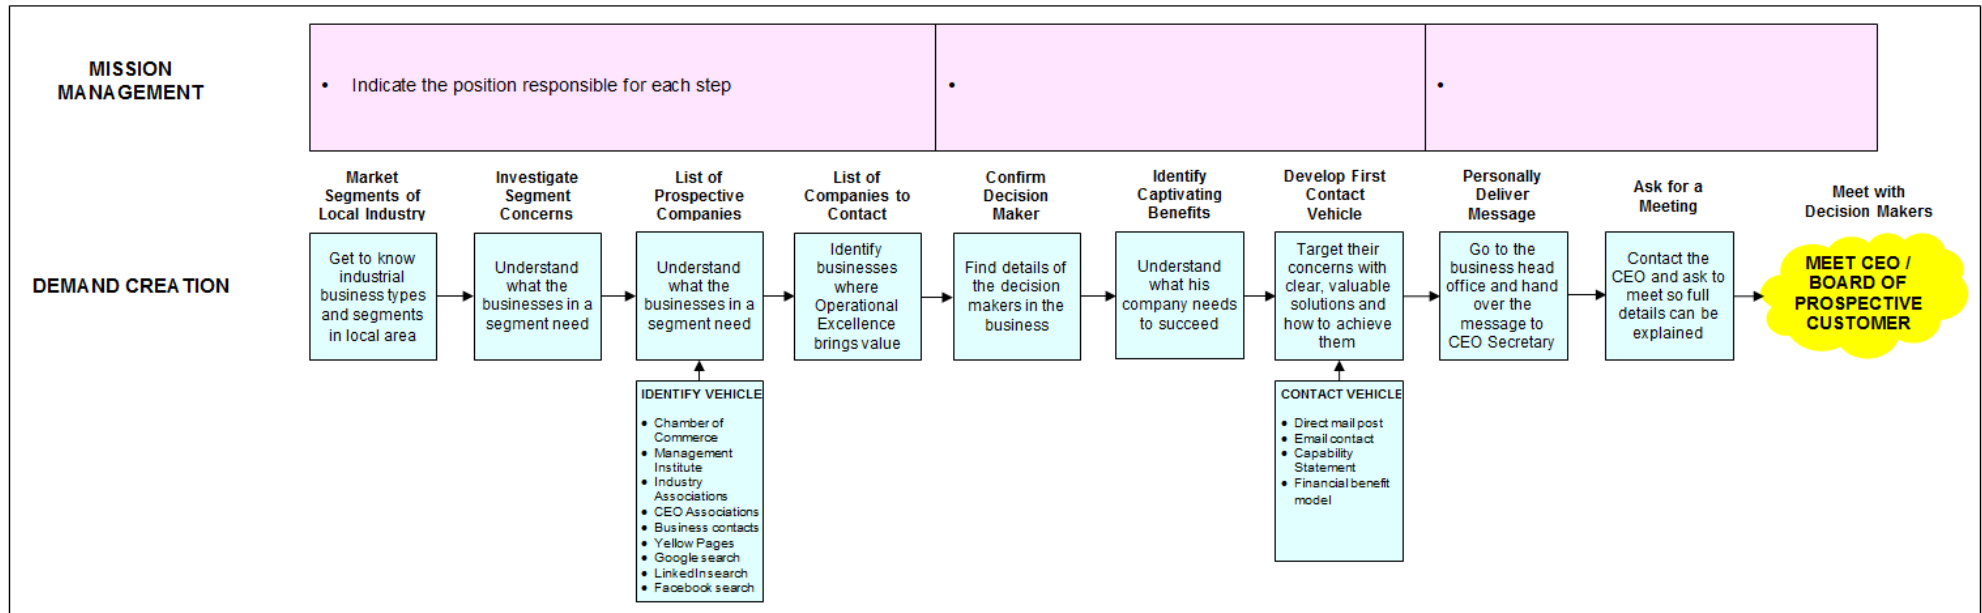 MISSION
MANAGEMENT
• Indicate the position responsible for each step
•
•
Market
Segments of
Local Industry
Investigate
Segment
Concerns
List of
Prospective
Companies
List of
Companies to
Contact
Confirm
Decision
Maker
Identify
Captivating
Benefits
Develop First
Contact
Vehicle
Personally
Deliver
Message
Ask for a
Meeting
Meet with
Decision Makers
DEMAND CREATION
Get to know
industrial
business types
and segments
in local area
Understand
what the
businesses in a
segment need
Understand
what the
businesses in a
segment need
Identify
businesses
where
Operational
Excellence
brings value
Find details of
the decision
makers in the
business
Understand
what his
company needs
to succeed
Target their
concerns with
clear, valuable
solutions and
how to achieve
them
Go to the
business head
office and hand
over the
message to
CEO Secretary
Contact the
CEO and ask to
meet so full
details can be
explained
MEET CEO /
BOARD OF
PROSPECTIVE
CUSTOMER
IDENTIFY VEHICLE
• Chamber of
Commerce
• Management
Institute
• Industry
Associations
• CEO Associations
• Business contacts
• Yellow Pages
• Google search
• LinkedIn search
• Facebook search
CONTACT VEHICLE
• Direct mail post
• Email contact
• Capability
Statement
• Financial benefit
model